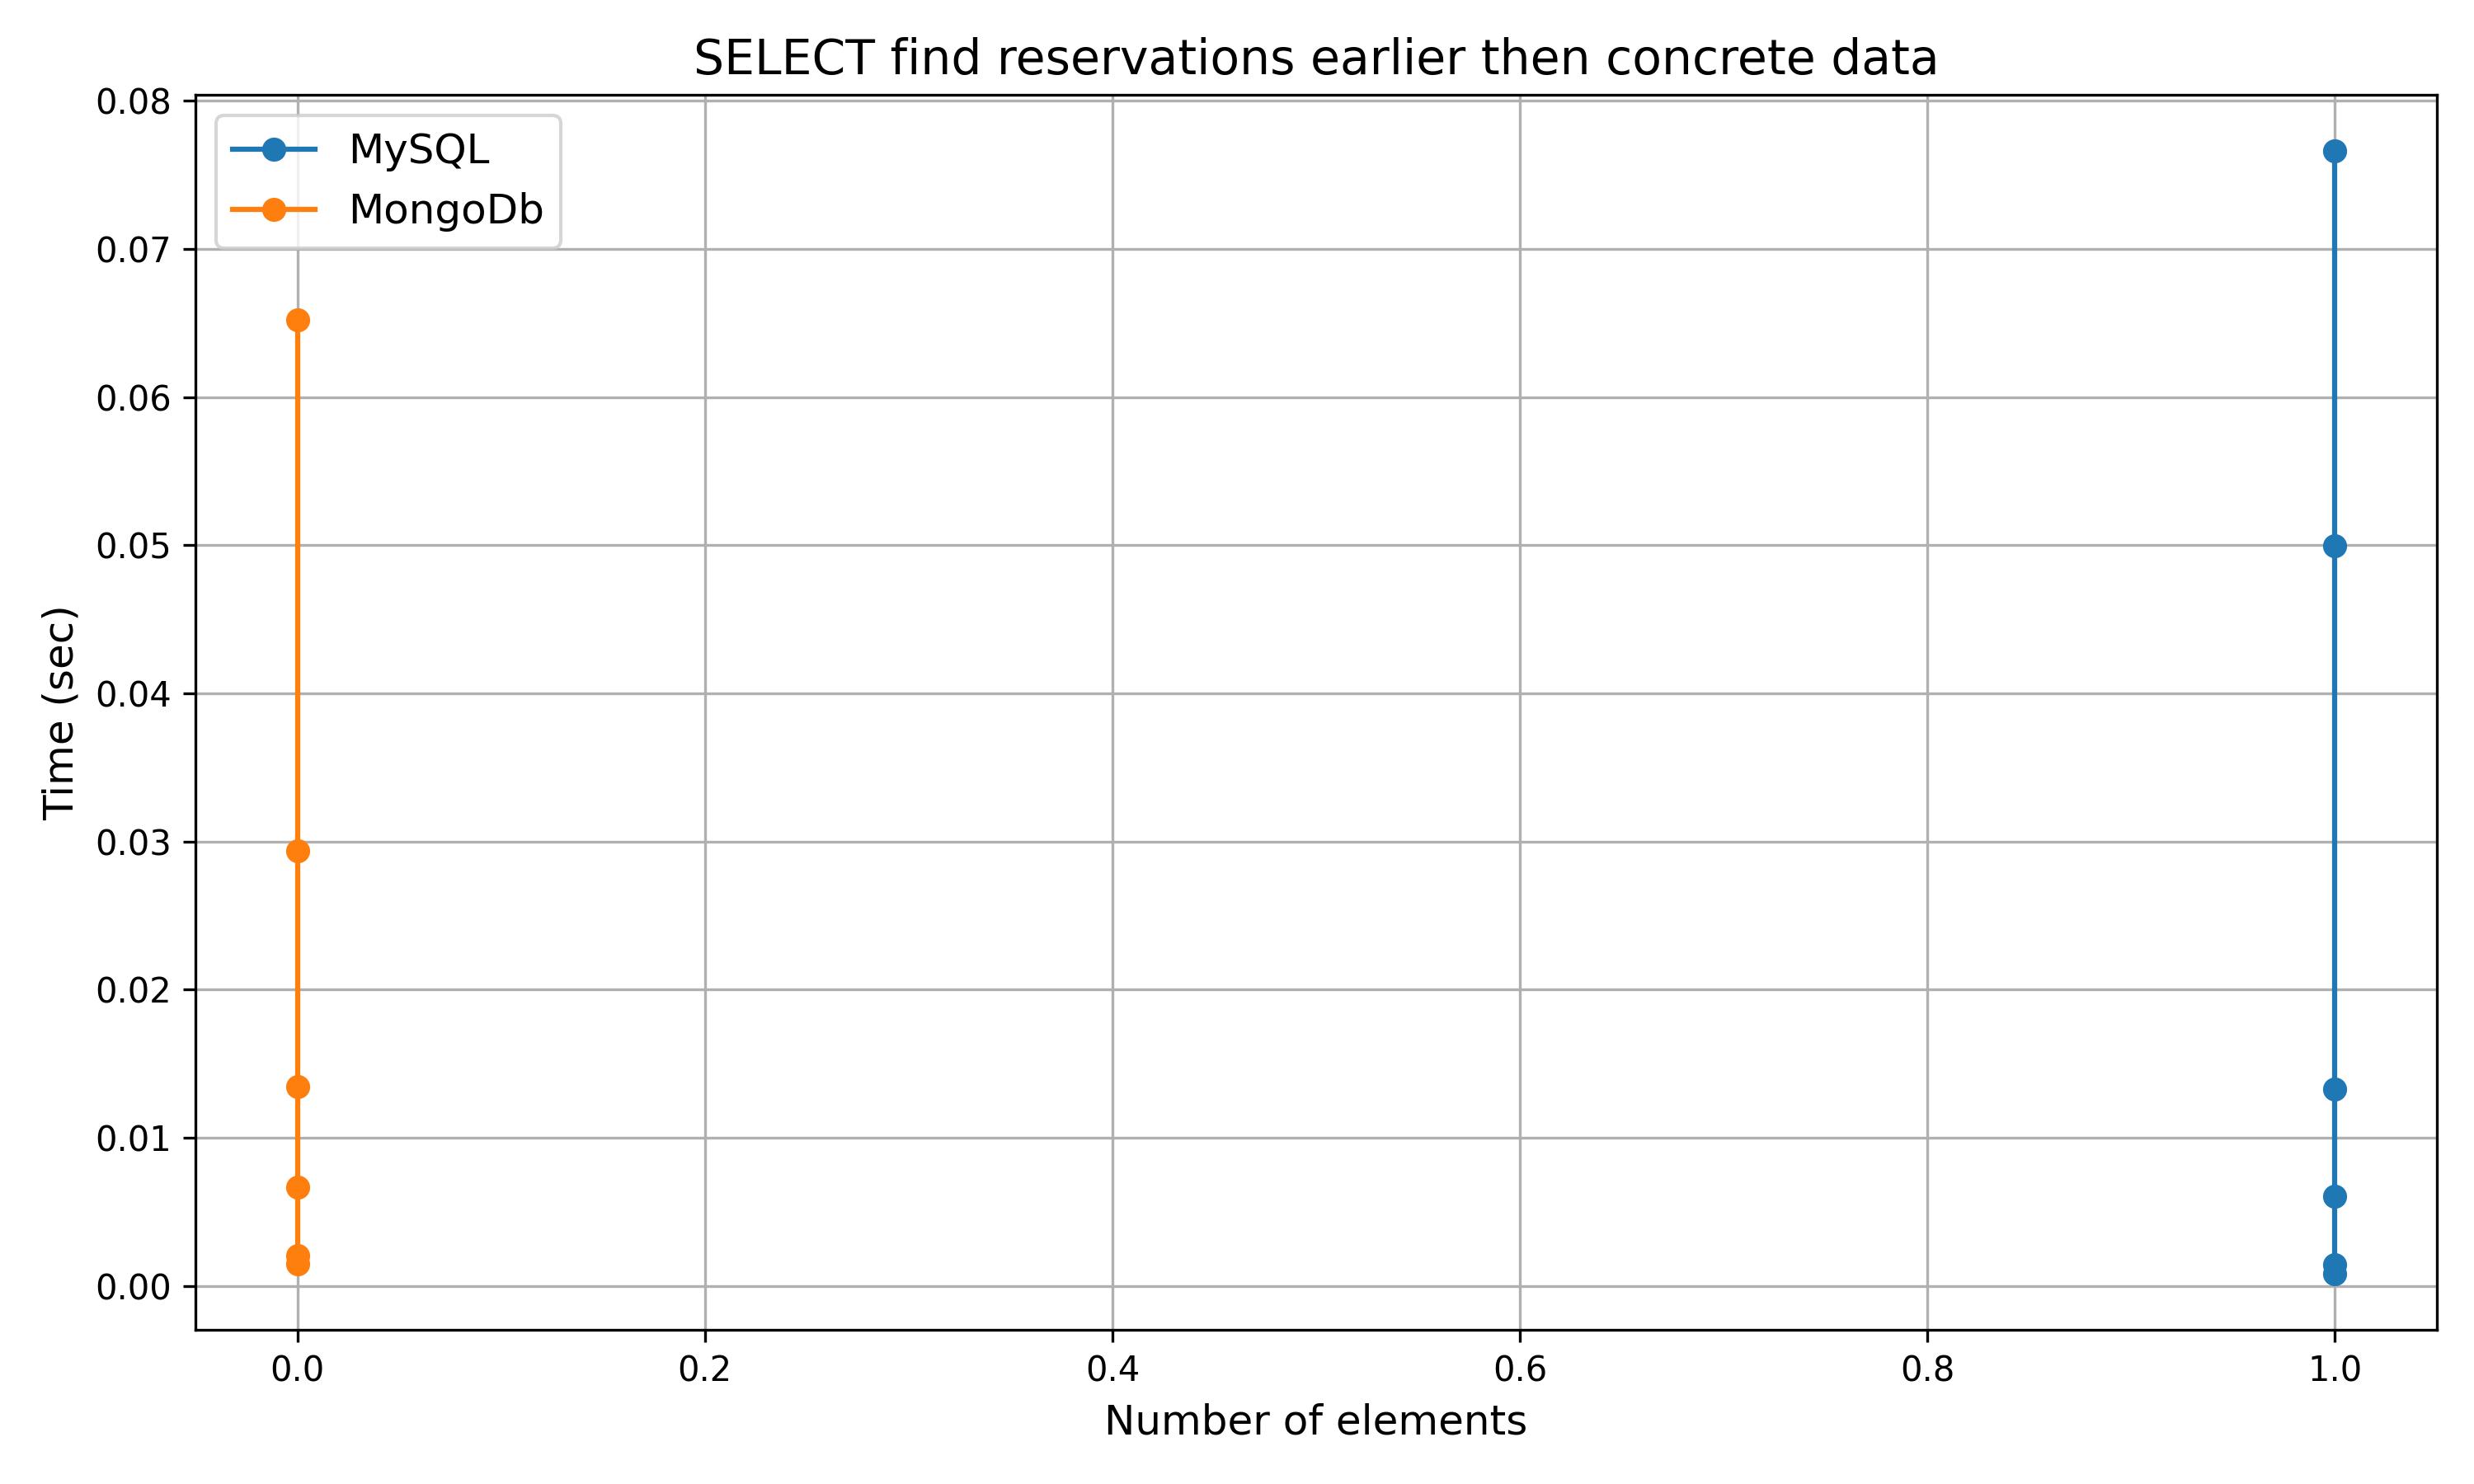 SELECT find reservations earlier then concrete data
MySQL
MongoDb
0.08
0.07
0.06
0.05
0.04
0.03
0.02
0.01
0.00
Time (sec)
0.0 0.2 0.4 0.6 0.8 1.0
Number of elements